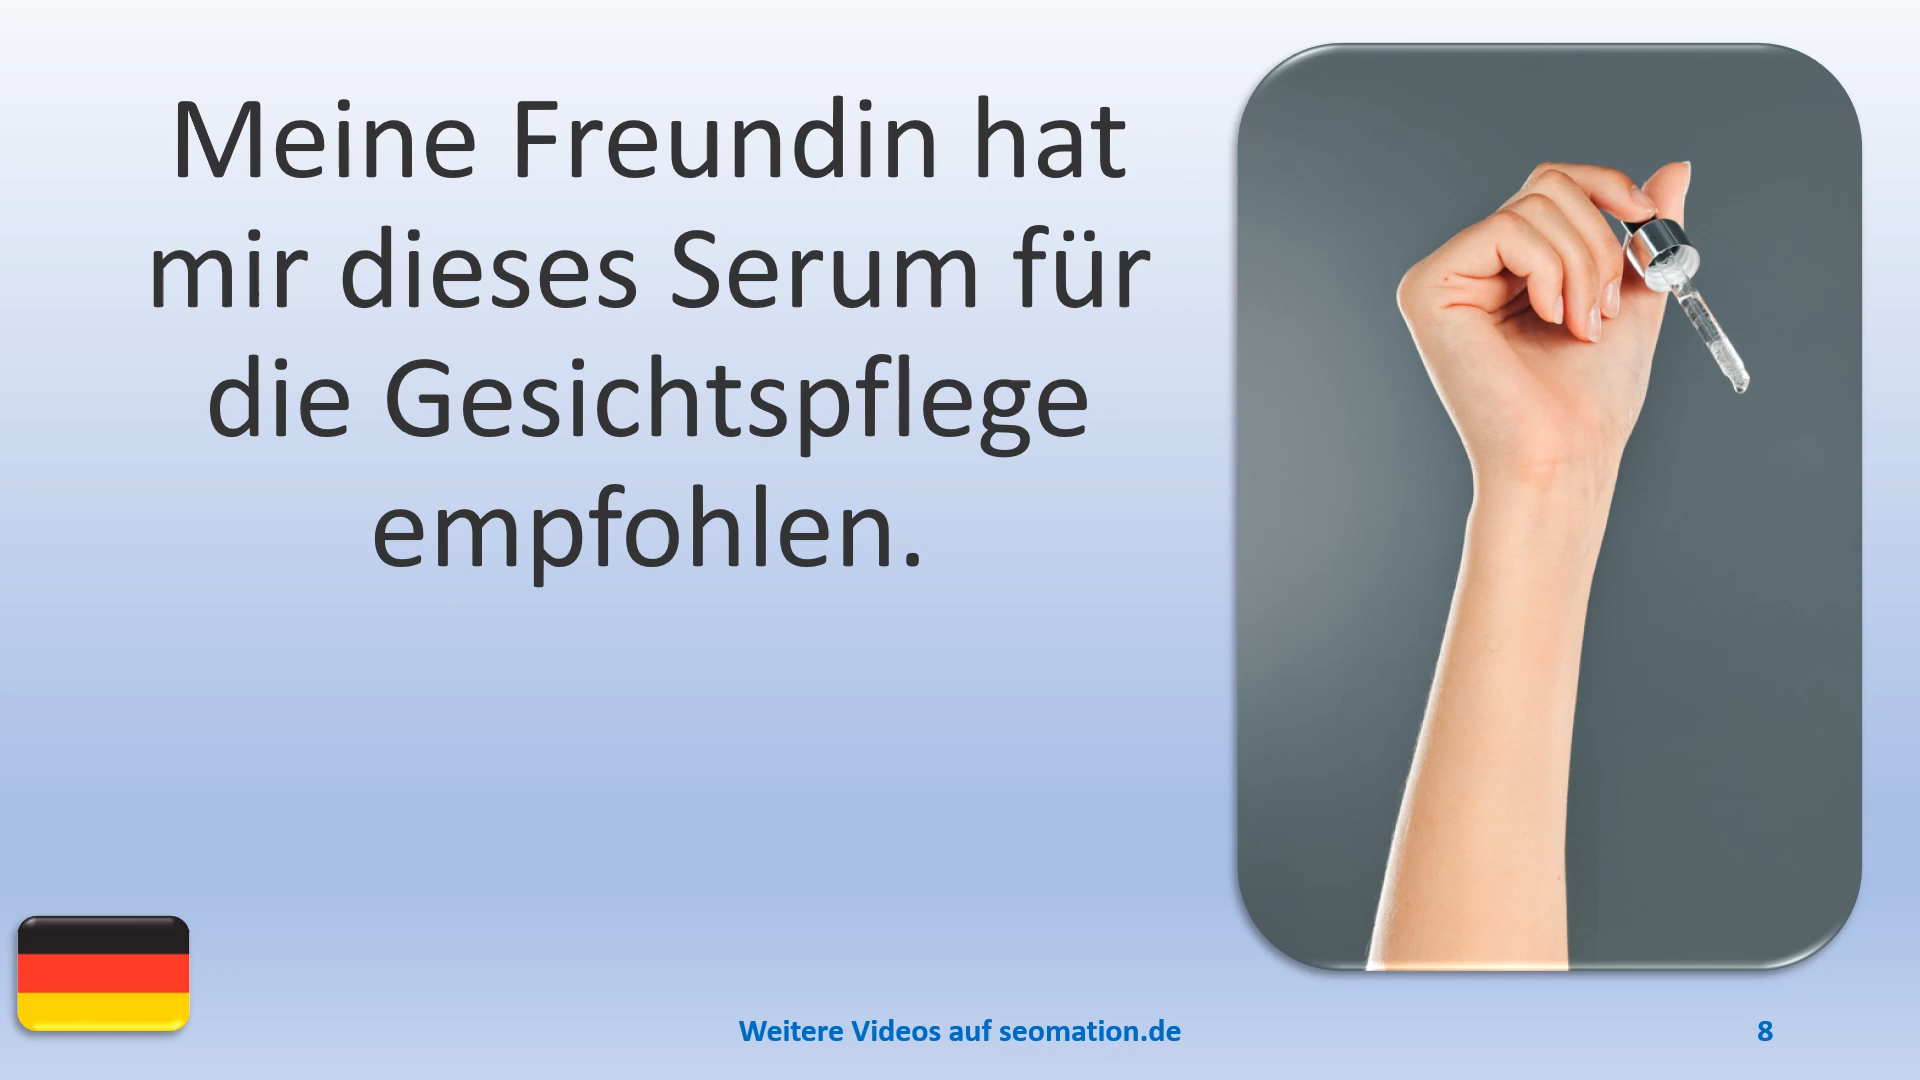 Meine Freundin hat
mir dieses Serum für
die Gesichtspflege
empfohlen.
Weitere Videos auf seomation.de
8